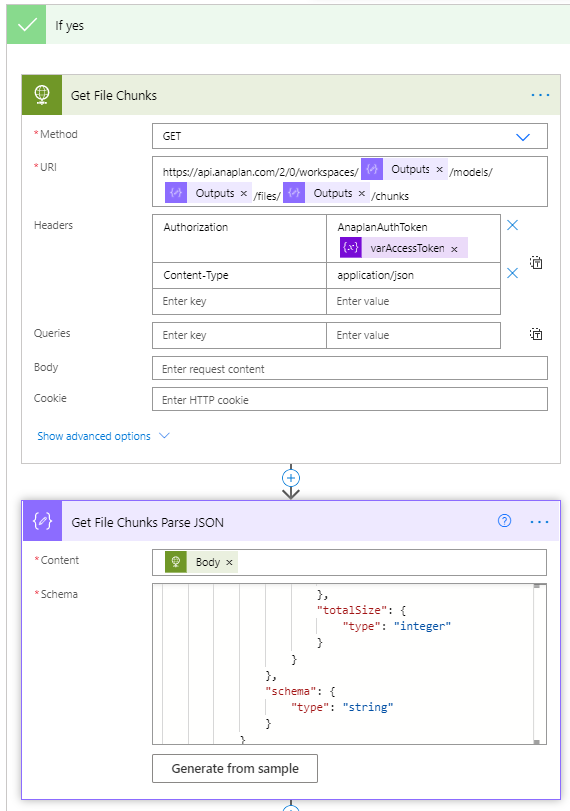 If yes
Get File Chunks
*Method
GET
*URI
https://api.anaplan.com/2/0/workspaces/ Outputs × /models/
Outputs × /files/ Outputs × /chunks
Headers
Authorization
AnaplanAuthToken
{x} varAccessToken ×
Content-Type
application/json
Enter key
Enter value
Queries
Enter key
Enter value
Body
Enter request content
Cookie
Enter HTTP cookie
Show advanced options
Get File Chunks Parse JSON
*Content
Body ×
*Schema
},
"totalSize": {
"type": "integer"
}
}
},
"schema": {
"type": "string"
}
}
Generate from sample